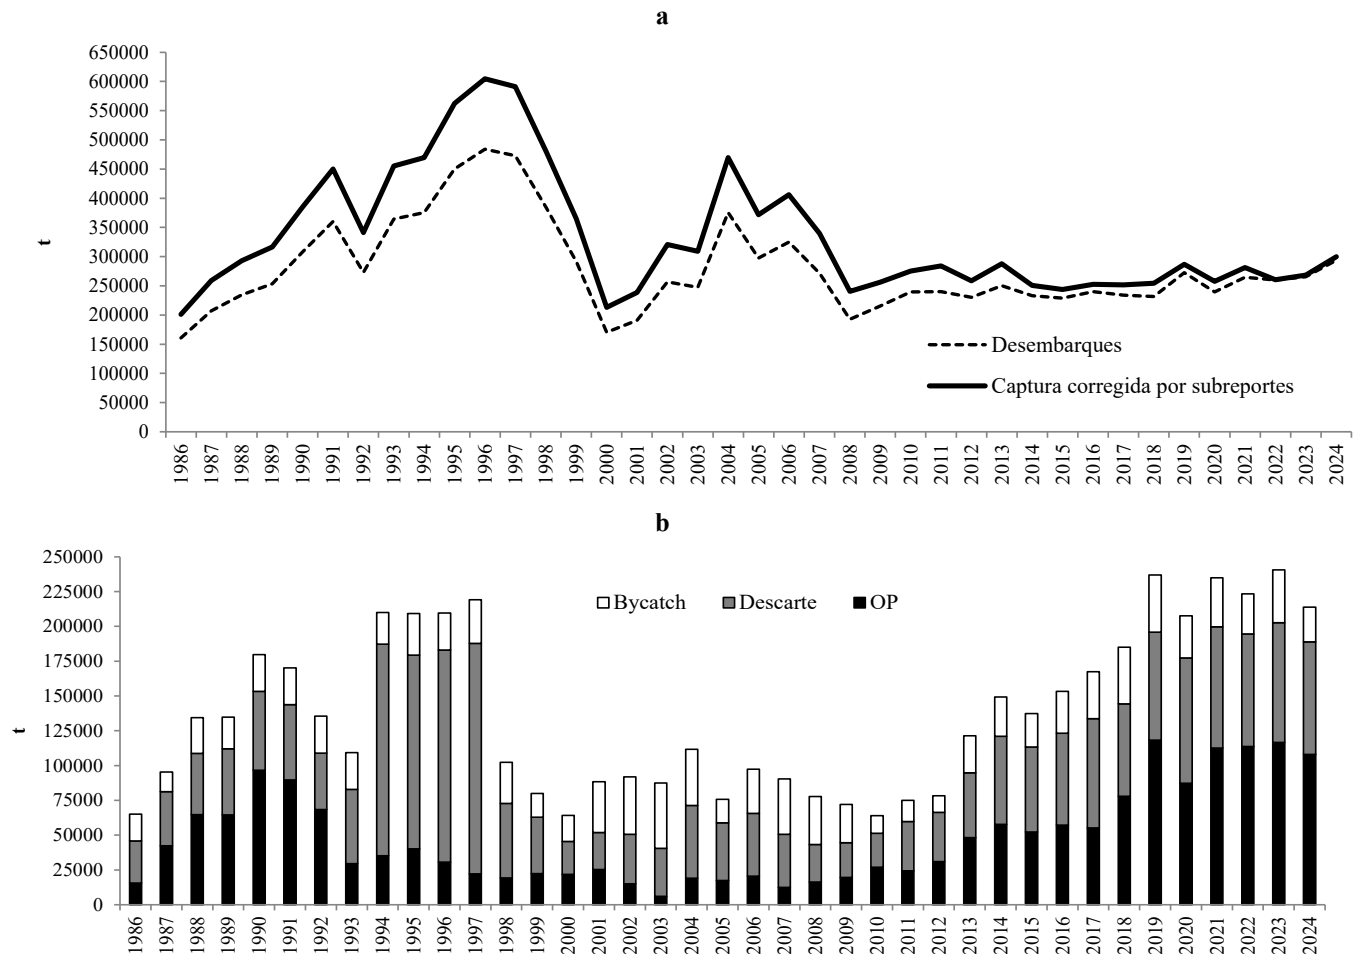 a
650000
600000
550000
500000
450000
400000
350000
300000
250000
200000
150000
100000
50000
0
t
Desembarques
Captura corregida por subreportes
1986 1987 1988 1989 1990 1991 1992 1993 1994 1995 1996 1997 1998 1999 2000 2001 2002 2003 2004 2005 2006 2007 2008 2009 2010 2011 2012 2013 2014 2015 2016 2017 2018 2019 2020 2021 2022 2023 2024
b
250000
225000
200000
175000
150000
125000
100000
75000
50000
25000
0
t
Bycatch Descarte OP
1986 1987 1988 1989 1990 1991 1992 1993 1994 1995 1996 1997 1998 1999 2000 2001 2002 2003 2004 2005 2006 2007 2008 2009 2010 2011 2012 2013 2014 2015 2016 2017 2018 2019 2020 2021 2022 2023 2024